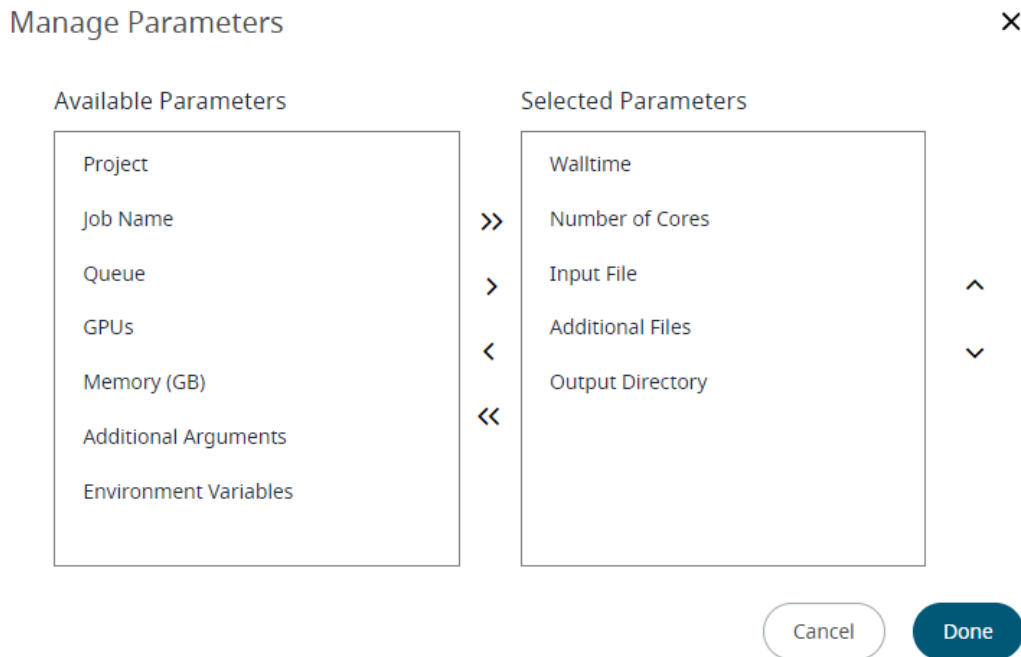 Manage Parameters
Available Parameters
Project
Job Name
Queue
GPUs
Memory (GB)
Additional Arguments
Environment Variables
Selected Parameters
Walltime
Number of Cores
Input File
Additional Files
Output Directory
Cancel
Done